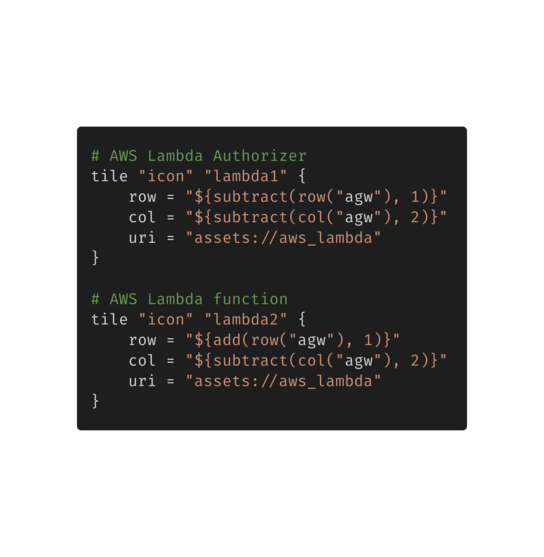 # AWS Lambda Authorizer
tile "icon" "lambda1" {
    row = "${subtract(row("agw"), 1)}"
    col = "${subtract(col("agw"), 2)}"
    uri = "assets://aws_lambda"
}

# AWS Lambda function
tile "icon" "lambda2" {
    row = "${add(row("agw"), 1)}"
    col = "${subtract(col("agw"), 2)}"
    uri = "assets://aws_lambda"
}